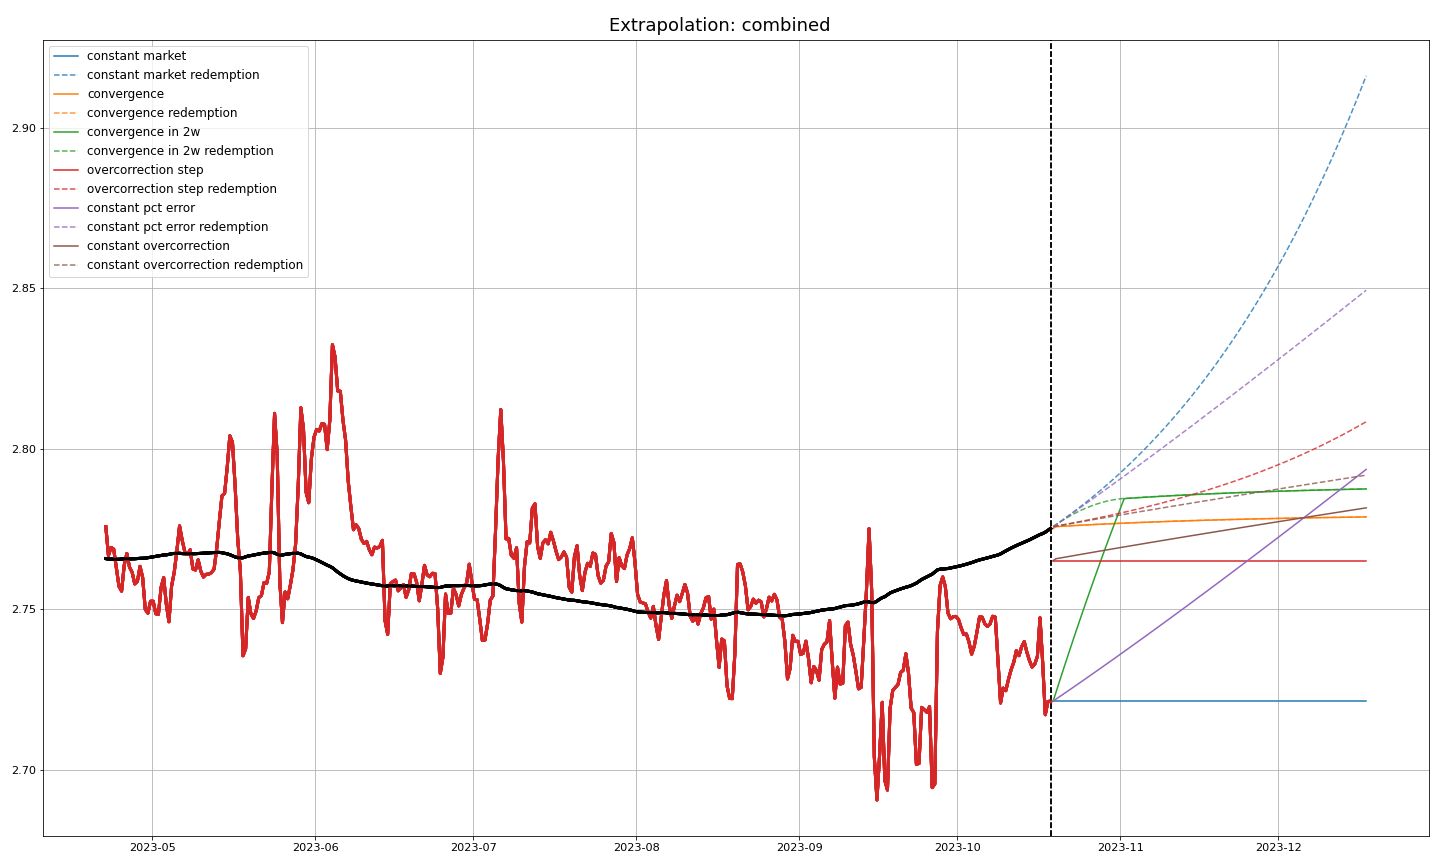 Extrapolation: combined
constant market
constant market redemption
convergence
convergence redemption
convergence in 2w
convergence in 2w redemption
overcorrection step
overcorrection step redemption
constant pct error
constant pct error redemption
constant overcorrection
constant overcorrection redemption
2.90
2.85
2.80
2.75
2.70
2023-05 2023-06 2023-07 2023-08 2023-09 2023-10 2023-11 2023-12